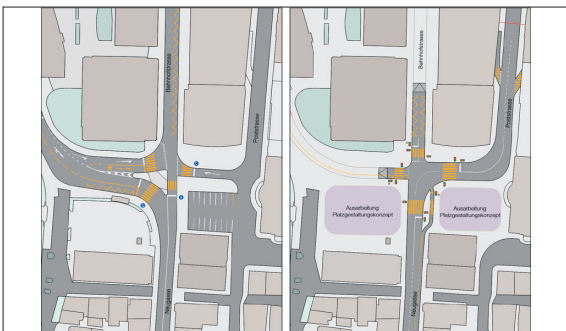 Bahnhofstrasse
Poststrasse
Neugasse
Bahnhofstrasse
Poststrasse
Ausarbeitung
Platzgestaltungskonzept
Ausarbeitung
Platzgestaltungskonzept
Neugasse